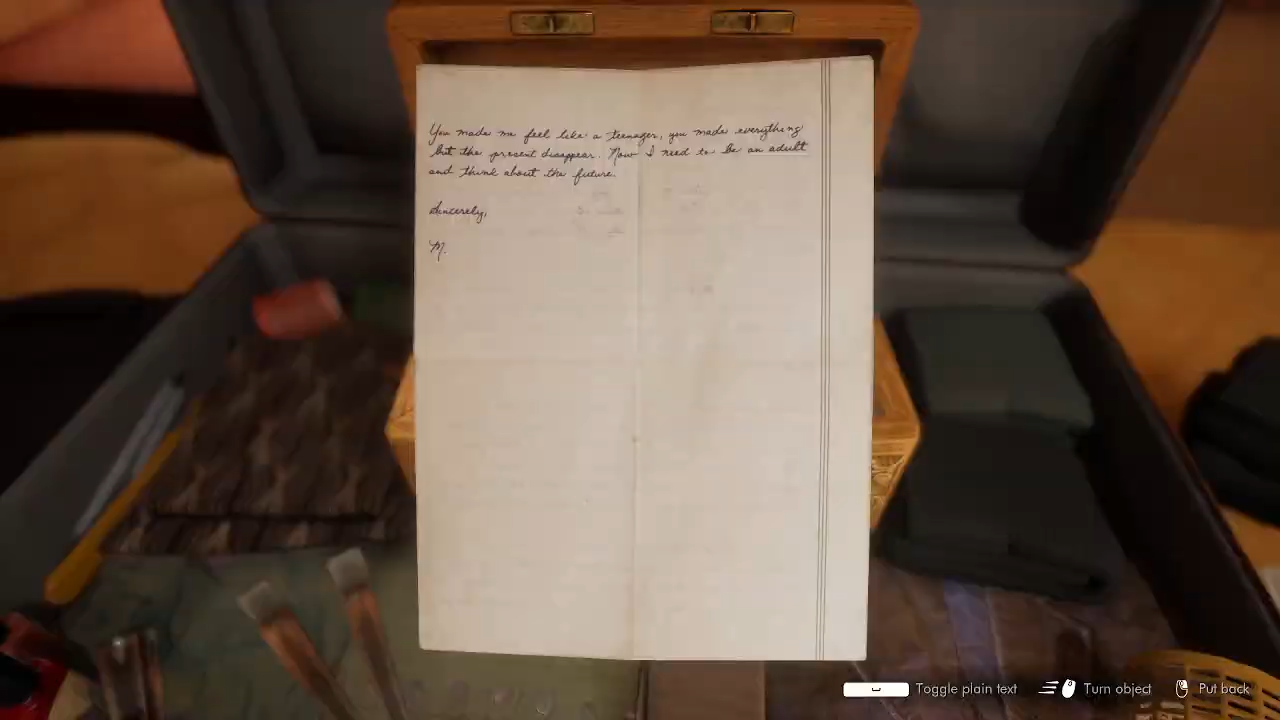 You made me feel like a teenager, you made everything
but the present disappear. Now I need to be an adult
and think about the future.
Sincerely,
M.
Toggle plain text
Turn object
Put back